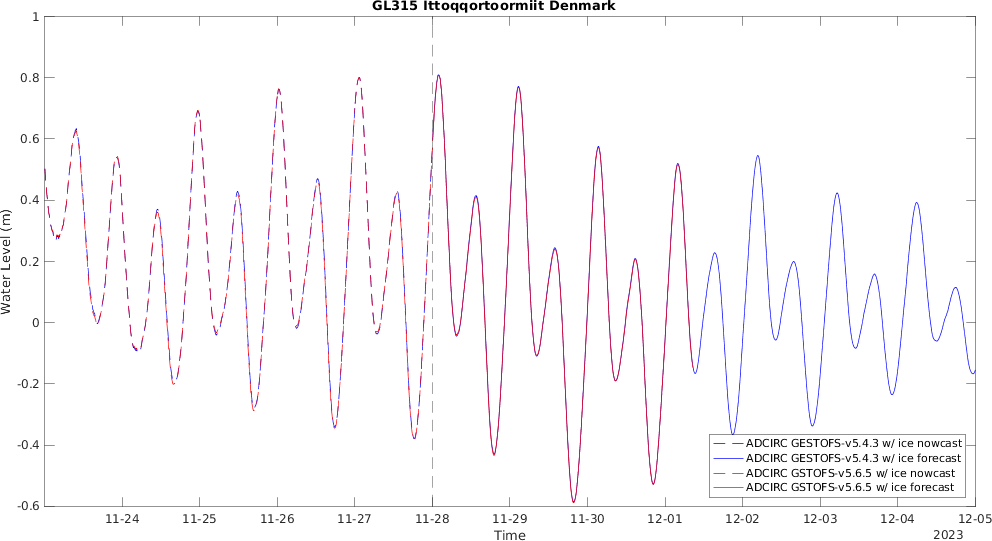 GL315 Ittoqqortoormiit Denmark
1
0.8
0.6
0.4
0.2
0
-0.2
-0.4
-0.6
Water Level (m)
ADCIRC GESTOFS-v5.4.3 w/ ice nowcast
ADCIRC GESTOFS-v5.4.3 w/ ice forecast
ADCIRC GSTOFS-v5.6.5 w/ ice nowcast
ADCIRC GSTOFS-v5.6.5 w/ ice forecast
11-24 11-25 11-26 11-27 11-28 11-29 11-30 12-01 12-02 12-03 12-04 12-05
Time
2023